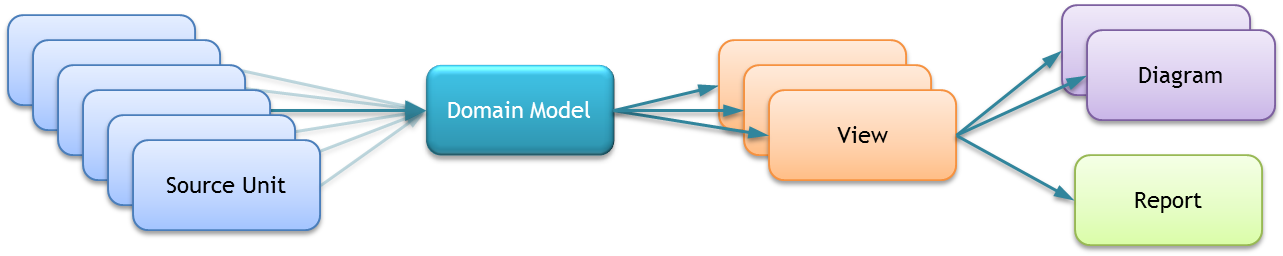 Source Unit
Domain Model
View
Diagram
Report